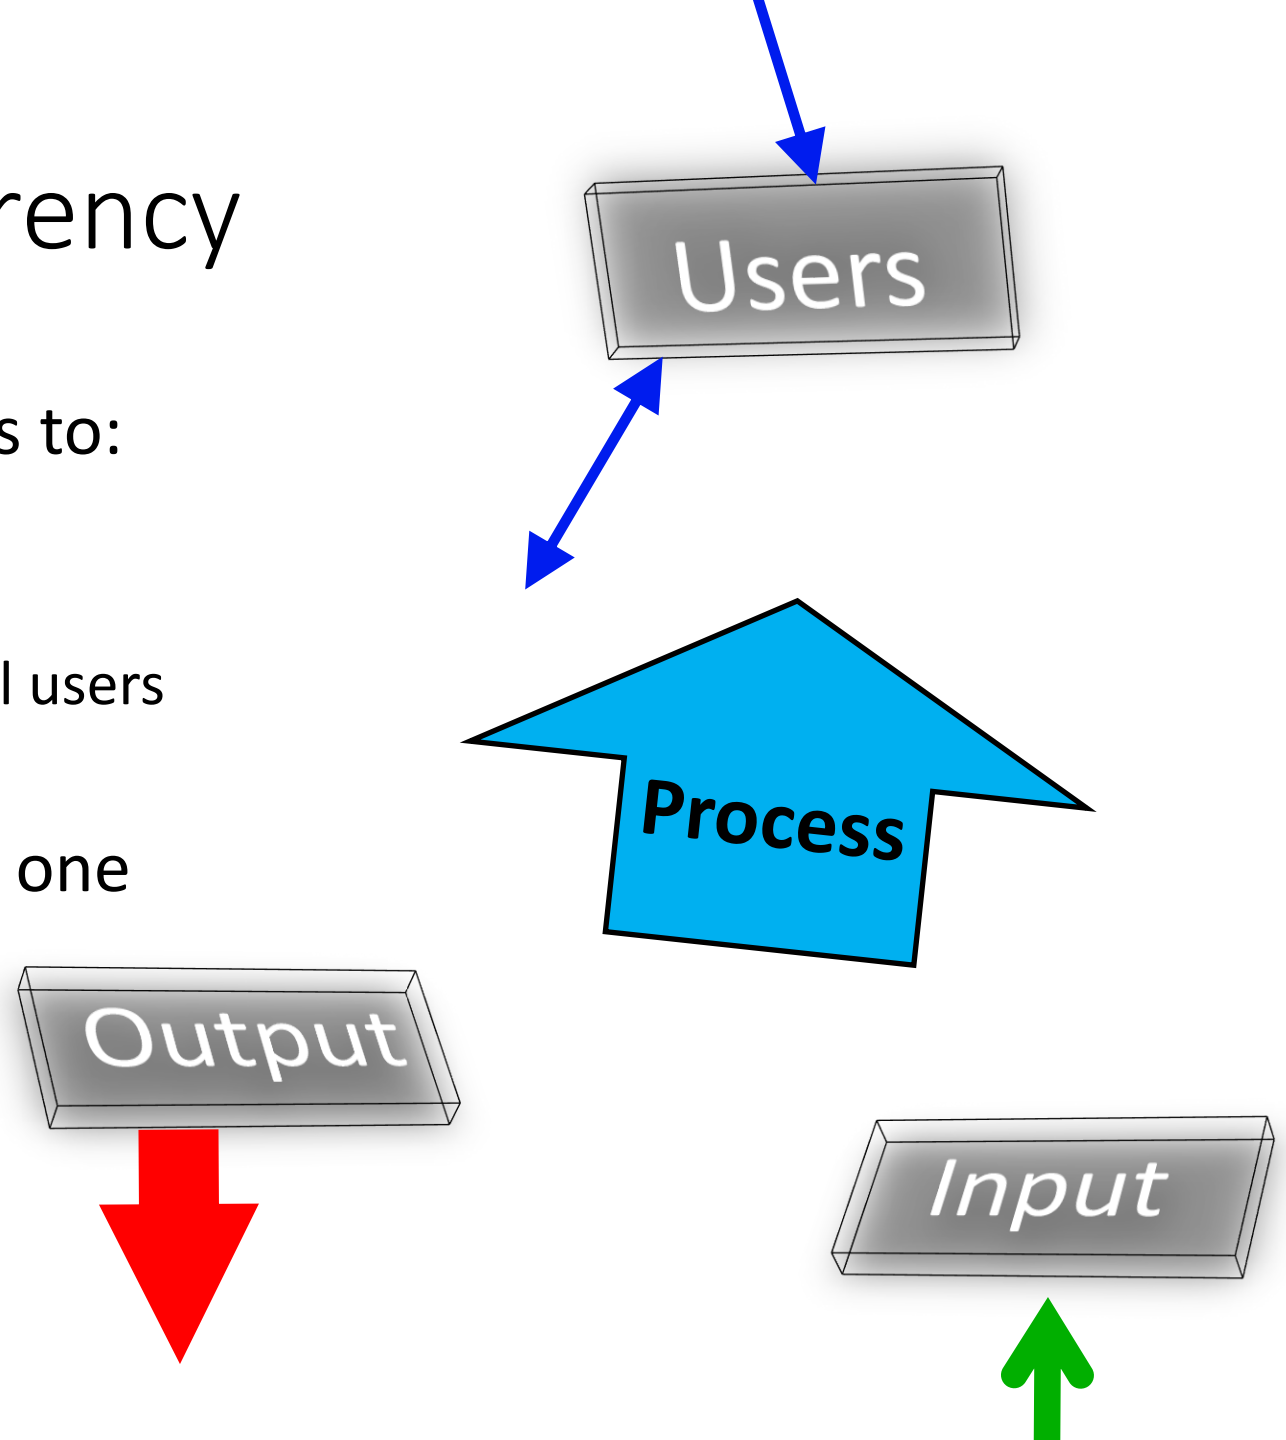 rency
Users
s to:
l users
Process
one
Output
Input